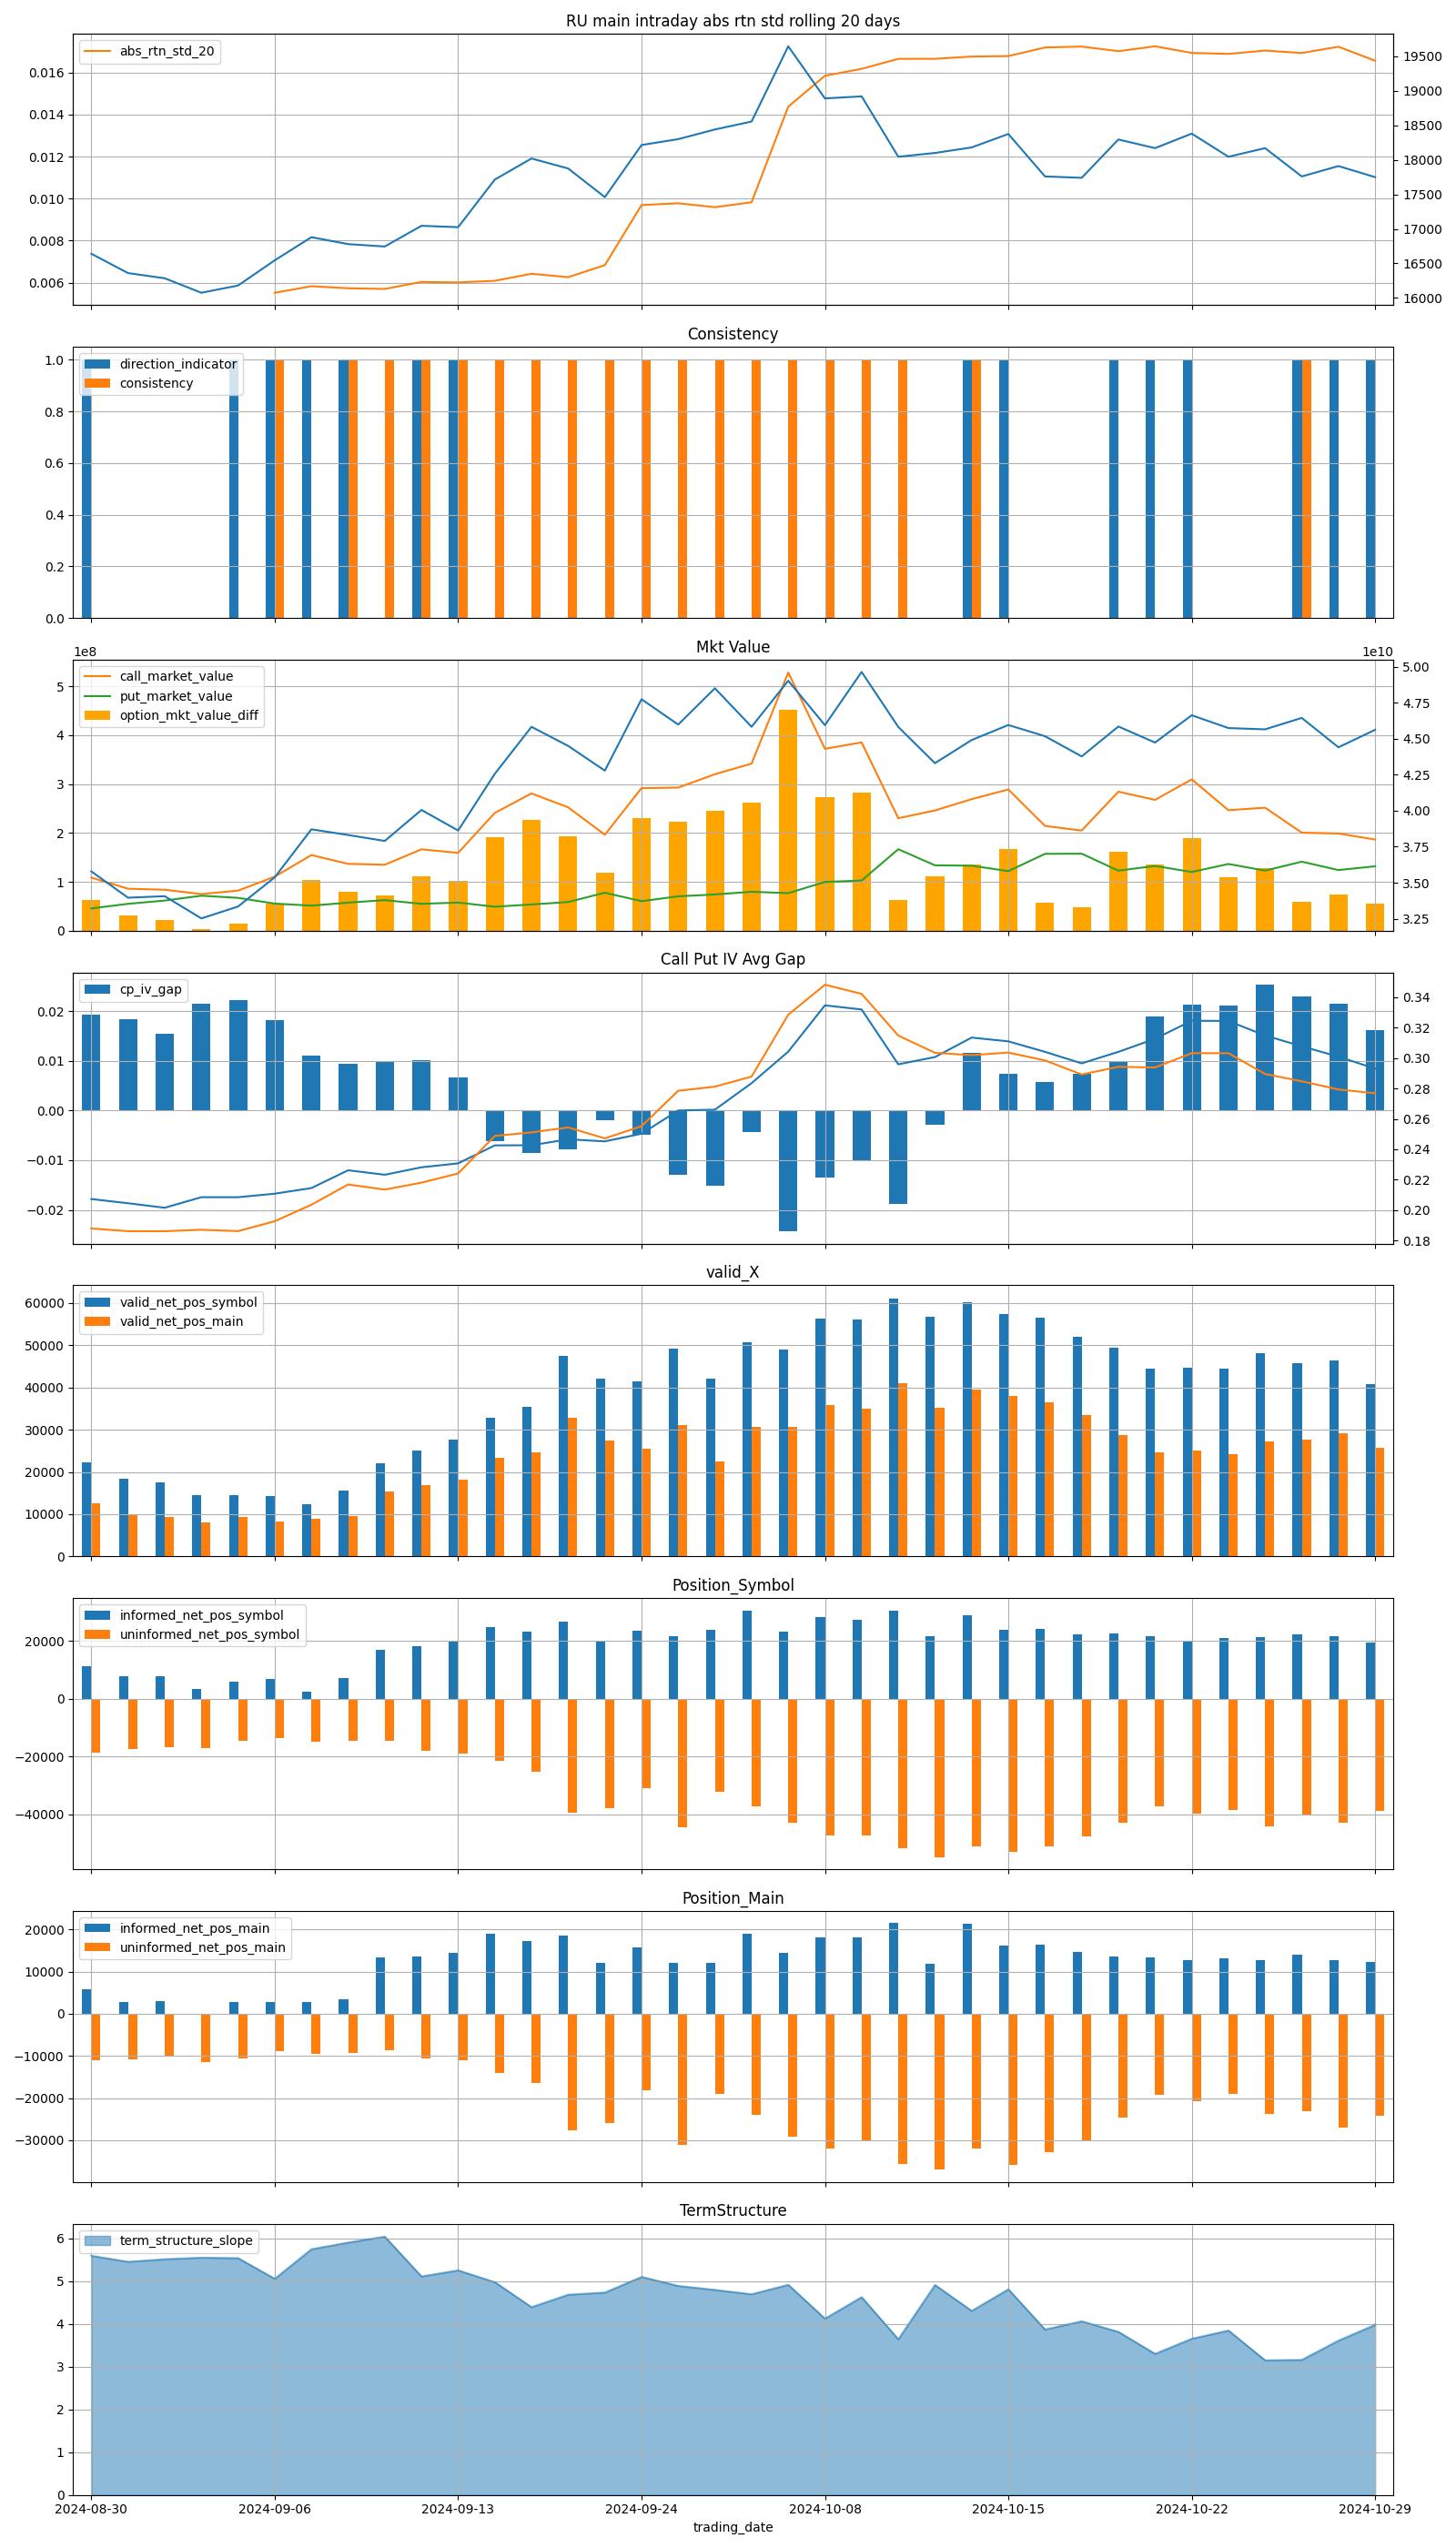 RU main intraday abs rtn std rolling 20 days
abs_rtn_std_20
0.016
0.014
0.012
0.010
0.008
0.006
19500
19000
18500
18000
17500
17000
16500
16000
Consistency
direction_indicator
consistency
1.0
0.8
0.6
0.4
0.2
0.0
Mkt Value
1e8
1e10
call_market_value
put_market_value
option_mkt_value_diff
5
4
3
2
1
0
5.00
4.75
4.50
4.25
4.00
3.75
3.50
3.25
Call Put IV Avg Gap
cp_iv_gap
0.02
0.01
0.00
−0.01
−0.02
0.34
0.32
0.30
0.28
0.26
0.24
0.22
0.20
0.18
valid_X
valid_net_pos_symbol
valid_net_pos_main
60000
50000
40000
30000
20000
10000
0
Position_Symbol
informed_net_pos_symbol
uninformed_net_pos_symbol
20000
0
−20000
−40000
Position_Main
informed_net_pos_main
uninformed_net_pos_main
20000
10000
0
−10000
−20000
−30000
TermStructure
term_structure_slope
6
5
4
3
2
1
0
2024-08-30 2024-09-06 2024-09-13 2024-09-24 2024-10-08 2024-10-15 2024-10-22 2024-10-29
trading_date